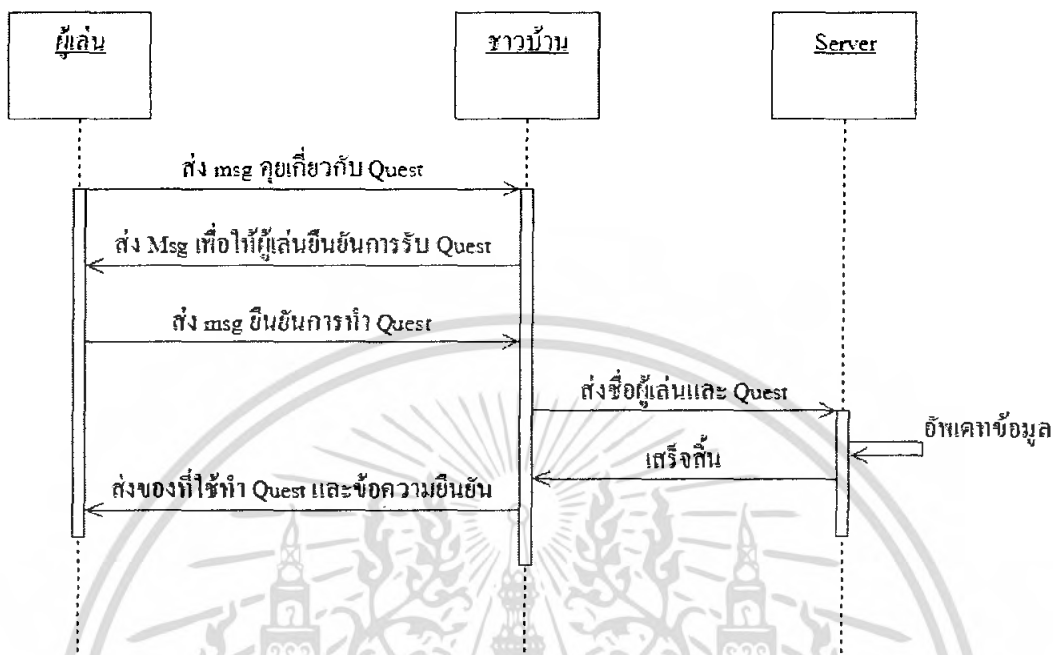 ผู้เล่น
ชาวบ้าน
Server
ส่ง msg คุยเกี่ยวกับ Quest
ส่ง Msg เพื่อให้ผู้เล่นยืนยันการรับ Quest
ส่ง msg ยืนยันการทำ Quest
ส่งชื่อผู้เล่นและ Quest
อัพเดทข้อมูล
เสร็จสิ้น
ส่งของที่ใช้ทำ Quest และข้อความยืนยัน